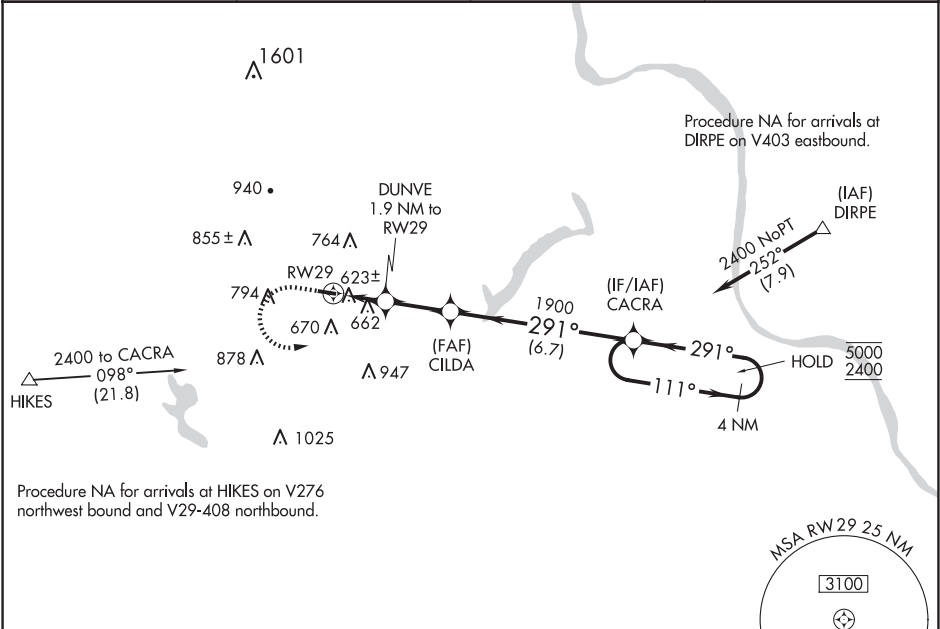 1601
Procedure NA for arrivals at
DIRPE on V403 eastbound.
940
DUNVE
1.9 NM to
RW29
(IAF)
DIRPE
855±
764
2400 NoPT
252°
(7.9)
RW29
623±
794
(IF/IAF)
CACRA
1900
291°
(6.7)
670
662
(FAF)
CILDA
291°
HOLD
5000
2400
2400 to CACRA
098°
(21.8)
HIKES
878
947
111°
4 NM
1025
Procedure NA for arrivals at HIKES on V276
northwest bound and V29-408 northbound.
MSA RW29 25 NM
3100